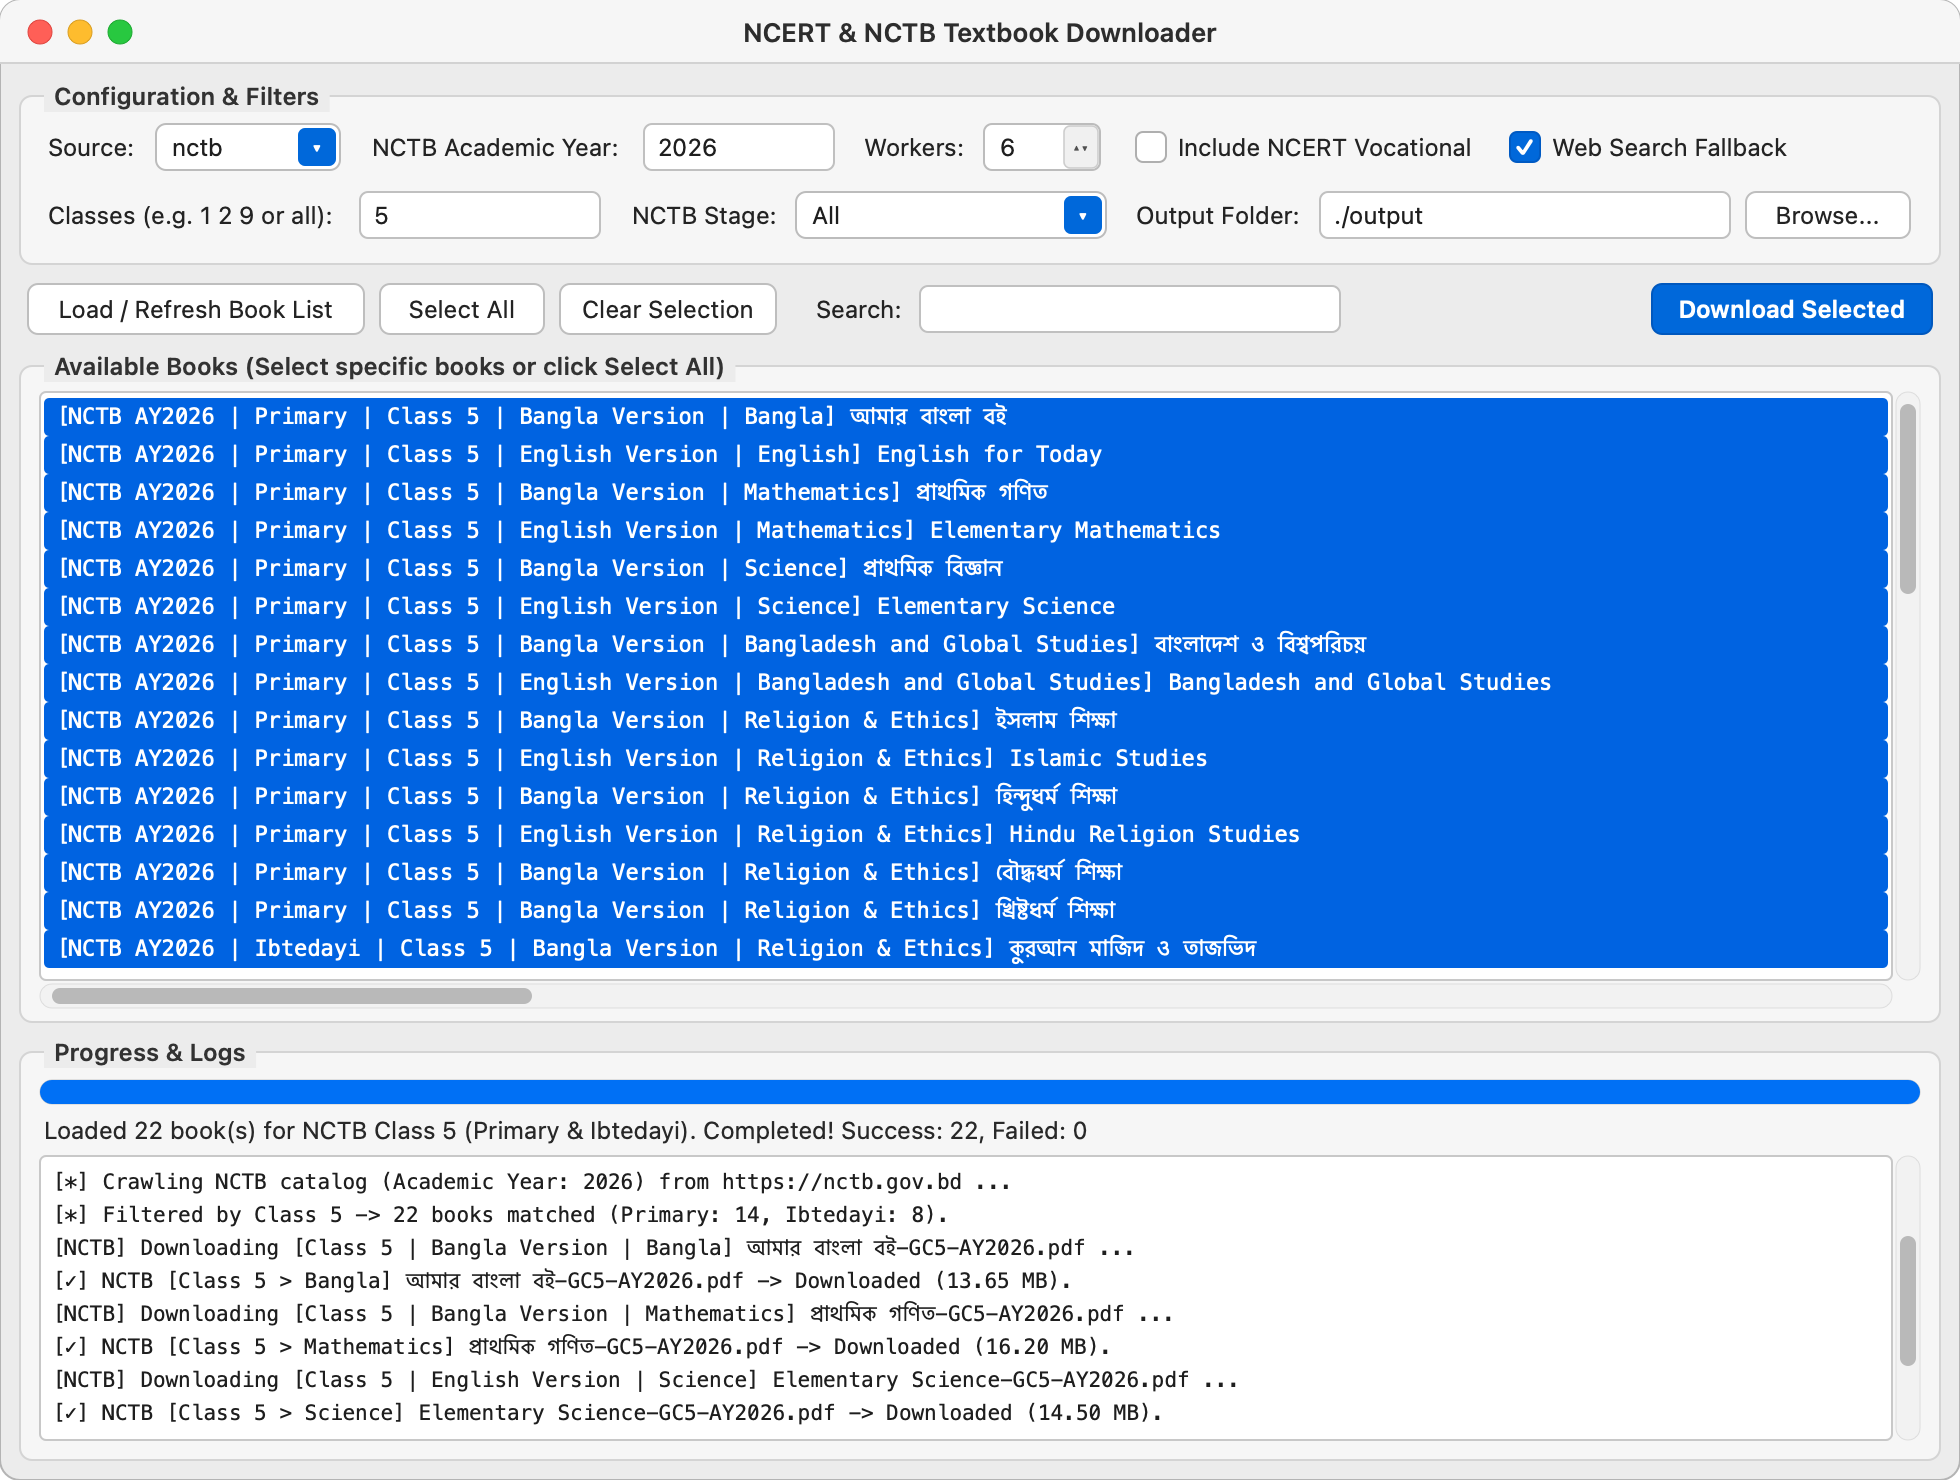 NCERT & NCTB Textbook Downloader
Configuration & Filters
Source: nctb NCTB Academic Year: 2026 Workers: 6 Include NCERT Vocational Web Search Fallback
Classes (e.g. 1 2 9 or all): 5 NCTB Stage: All Output Folder: ./output Browse...
Load / Refresh Book List Select All Clear Selection Search: Download Selected
Available Books (Select specific books or click Select All)
[NCTB AY2026 | Primary | Class 5 | Bangla Version | Bangla] আমার বাংলা বই
[NCTB AY2026 | Primary | Class 5 | English Version | English] English for Today
[NCTB AY2026 | Primary | Class 5 | Bangla Version | Mathematics] প্রাথমিক গণিত
[NCTB AY2026 | Primary | Class 5 | English Version | Mathematics] Elementary Mathematics
[NCTB AY2026 | Primary | Class 5 | Bangla Version | Science] প্রাথমিক বিজ্ঞান
[NCTB AY2026 | Primary | Class 5 | English Version | Science] Elementary Science
[NCTB AY2026 | Primary | Class 5 | Bangla Version | Bangladesh and Global Studies] বাংলাদেশ ও বিশ্বপরিচয়
[NCTB AY2026 | Primary | Class 5 | English Version | Bangladesh and Global Studies] Bangladesh and Global Studies
[NCTB AY2026 | Primary | Class 5 | Bangla Version | Religion & Ethics] ইসলাম শিক্ষা
[NCTB AY2026 | Primary | Class 5 | English Version | Religion & Ethics] Islamic Studies
[NCTB AY2026 | Primary | Class 5 | Bangla Version | Religion & Ethics] হিন্দুধর্ম শিক্ষা
[NCTB AY2026 | Primary | Class 5 | English Version | Religion & Ethics] Hindu Religion Studies
[NCTB AY2026 | Primary | Class 5 | Bangla Version | Religion & Ethics] বৌদ্ধধর্ম শিক্ষা
[NCTB AY2026 | Primary | Class 5 | Bangla Version | Religion & Ethics] খ্রিষ্টধর্ম শিক্ষা
[NCTB AY2026 | Ibtedayi | Class 5 | Bangla Version | Religion & Ethics] কুরআন মাজিদ ও তাজভিদ
Progress & Logs
Loaded 22 book(s) for NCTB Class 5 (Primary & Ibtedayi). Completed! Success: 22, Failed: 0
[*] Crawling NCTB catalog (Academic Year: 2026) from https://nctb.gov.bd ...
[*] Filtered by Class 5 -> 22 books matched (Primary: 14, Ibtedayi: 8).
[NCTB] Downloading [Class 5 | Bangla Version | Bangla] আমার বাংলা বই-GC5-AY2026.pdf ...
[✓] NCTB [Class 5 > Bangla] আমার বাংলা বই-GC5-AY2026.pdf -> Downloaded (13.65 MB).
[NCTB] Downloading [Class 5 | Bangla Version | Mathematics] প্রাথমিক গণিত-GC5-AY2026.pdf ...
[✓] NCTB [Class 5 > Mathematics] প্রাথমিক গণিত-GC5-AY2026.pdf -> Downloaded (16.20 MB).
[NCTB] Downloading [Class 5 | English Version | Science] Elementary Science-GC5-AY2026.pdf ...
[✓] NCTB [Class 5 > Science] Elementary Science-GC5-AY2026.pdf -> Downloaded (14.50 MB).